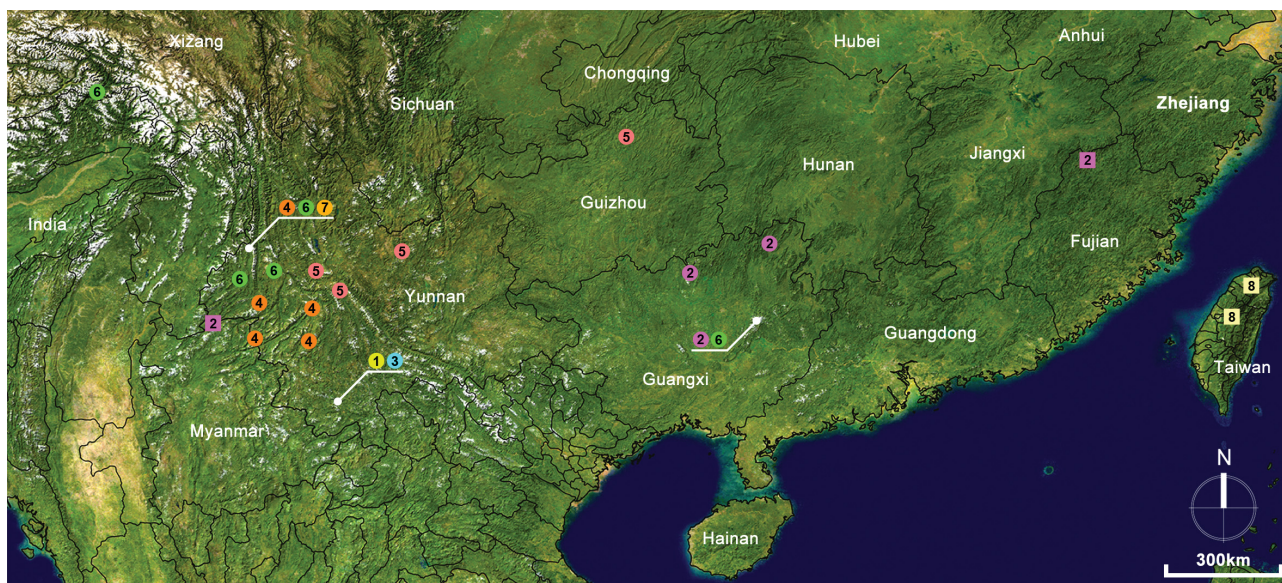 Xizang
Hubei
Anhui
Chongqing
Sichuan
6
Zhejiang
5
Hunan
Jiangxi
2
Guizhou
4 6 7
India
Fujian
2
5
2
6
6
5
8
5
Yunnan
4
4
8
2
Guangdong
4
4
2 6
1 3
Taiwan
Guangxi
Myanmar
N
Hainan
300km